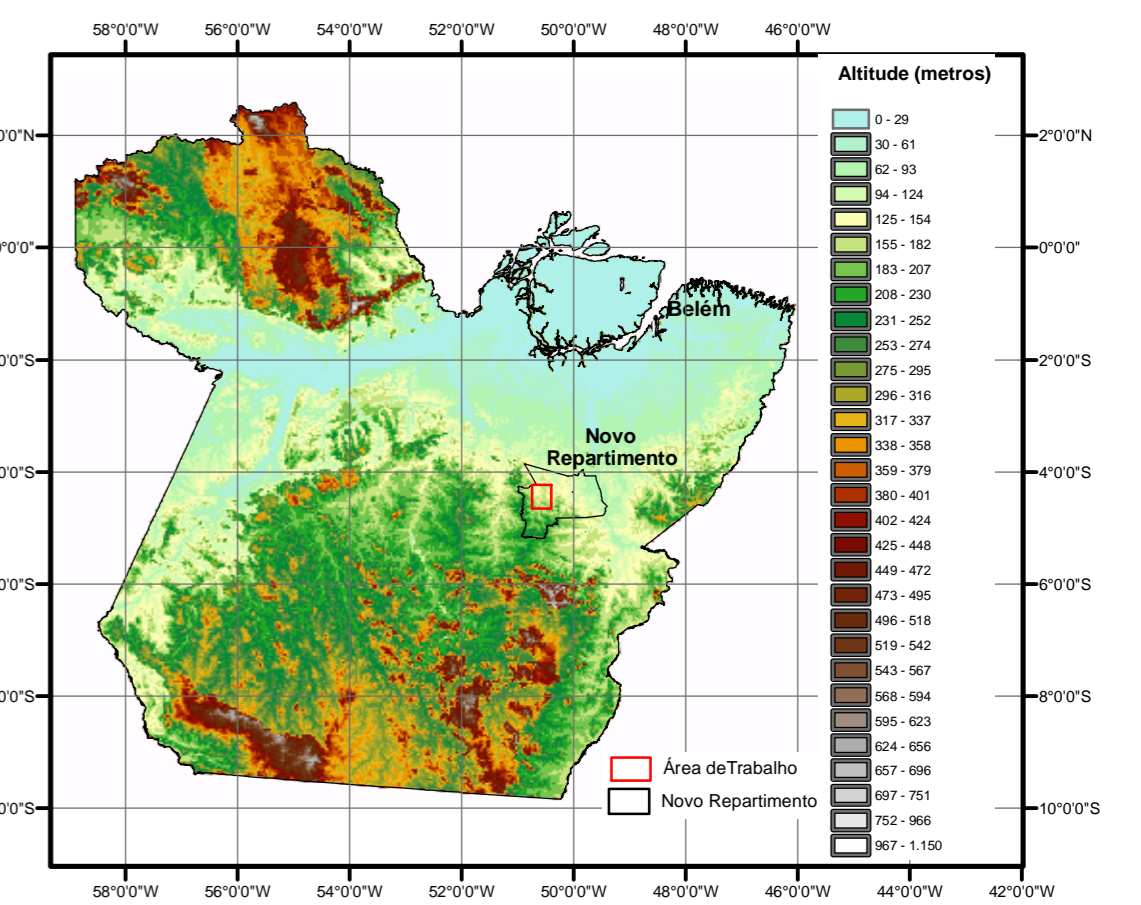 58°0'0"W 56°0'0"W 54°0'0"W 52°0'0"W 50°0'0"W 48°0'0"W 46°0'0"W
Altitude (metros)
0 - 29
30 - 61
62 - 93
94 - 124
125 - 154
155 - 182
183 - 207
208 - 230
231 - 252
253 - 274
275 - 295
296 - 316
317 - 337
338 - 358
359 - 379
380 - 401
402 - 424
425 - 448
449 - 472
473 - 495
496 - 518
519 - 542
543 - 567
568 - 594
595 - 623
624 - 656
657 - 696
697 - 751
752 - 966
967 - 1.150
0'0"N
0'0"
0'0"S
0'0"S
0'0"S
0'0"S
0'0"S
2°0'0"N
0°0'0"
2°0'0"S
4°0'0"S
6°0'0"S
8°0'0"S
10°0'0"S
Belém
Novo
Repartimento
Área deTrabalho
Novo Repartimento
58°0'0"W 56°0'0"W 54°0'0"W 52°0'0"W 50°0'0"W 48°0'0"W 46°0'0"W 44°0'0"W 42°0'0"W